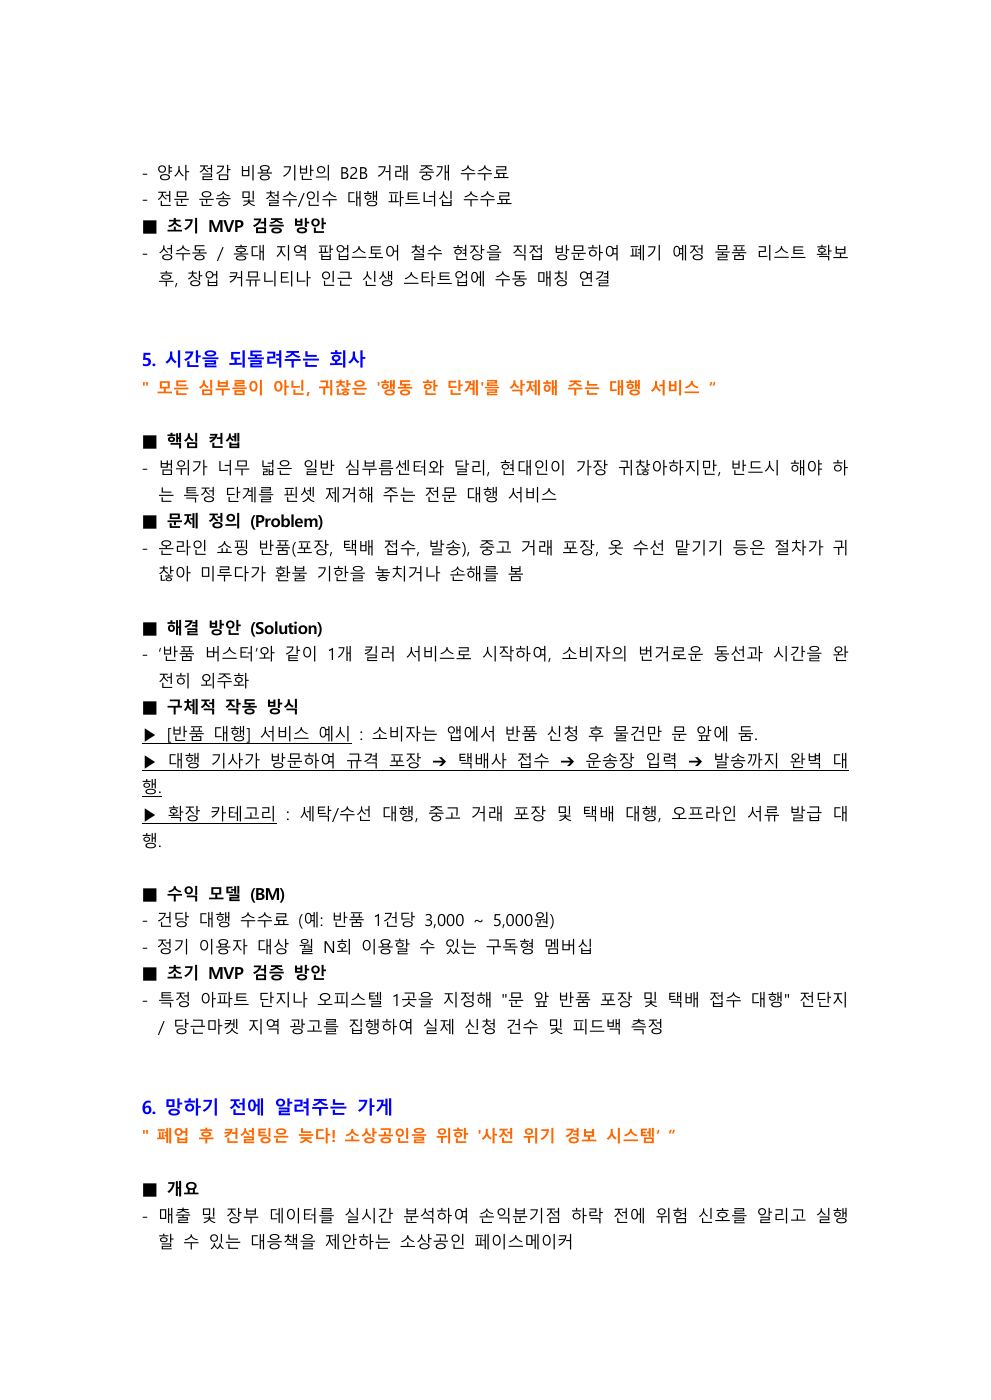 - 양사 절감 비용 기반의 B2B 거래 중개 수수료
- 전문 운송 및 철수/인수 대행 파트너십 수수료
■ 초기 MVP 검증 방안
- 성수동 / 홍대 지역 팝업스토어 철수 현장을 직접 방문하여 폐기 예정 물품 리스트 확보
후, 창업 커뮤니티나 인근 신생 스타트업에 수동 매칭 연결
5. 시간을 되돌려주는 회사
" 모든 심부름이 아닌, 귀찮은 '행동 한 단계'를 삭제해 주는 대행 서비스 ”
■ 핵심 컨셉
- 범위가 너무 넓은 일반 심부름센터와 달리, 현대인이 가장 귀찮아하지만, 반드시 해야 하
는 특정 단계를 핀셋 제거해 주는 전문 대행 서비스
■ 문제 정의 (Problem)
- 온라인 쇼핑 반품(포장, 택배 접수, 발송), 중고 거래 포장, 옷 수선 맡기기 등은 절차가 귀
찮아 미루다가 환불 기한을 놓치거나 손해를 봄
■ 해결 방안 (Solution)
- ‘반품 버스터’와 같이 1개 킬러 서비스로 시작하여, 소비자의 번거로운 동선과 시간을 완
전히 외주화
■ 구체적 작동 방식
▶ [반품 대행] 서비스 예시 : 소비자는 앱에서 반품 신청 후 물건만 문 앞에 둠.
▶ 대행 기사가 방문하여 규격 포장 → 택배사 접수 → 운송장 입력 → 발송까지 완벽 대
행.
▶ 확장 카테고리 : 세탁/수선 대행, 중고 거래 포장 및 택배 대행, 오프라인 서류 발급 대
행.
■ 수익 모델 (BM)
- 건당 대행 수수료 (예: 반품 1건당 3,000 ~ 5,000원)
- 정기 이용자 대상 월 N회 이용할 수 있는 구독형 멤버십
■ 초기 MVP 검증 방안
- 특정 아파트 단지나 오피스텔 1곳을 지정해 "문 앞 반품 포장 및 택배 접수 대행" 전단지
/ 당근마켓 지역 광고를 집행하여 실제 신청 건수 및 피드백 측정
6. 망하기 전에 알려주는 가게
" 폐업 후 컨설팅은 늦다! 소상공인을 위한 '사전 위기 경보 시스템’ ”
■ 개요
- 매출 및 장부 데이터를 실시간 분석하여 손익분기점 하락 전에 위험 신호를 알리고 실행
할 수 있는 대응책을 제안하는 소상공인 페이스메이커